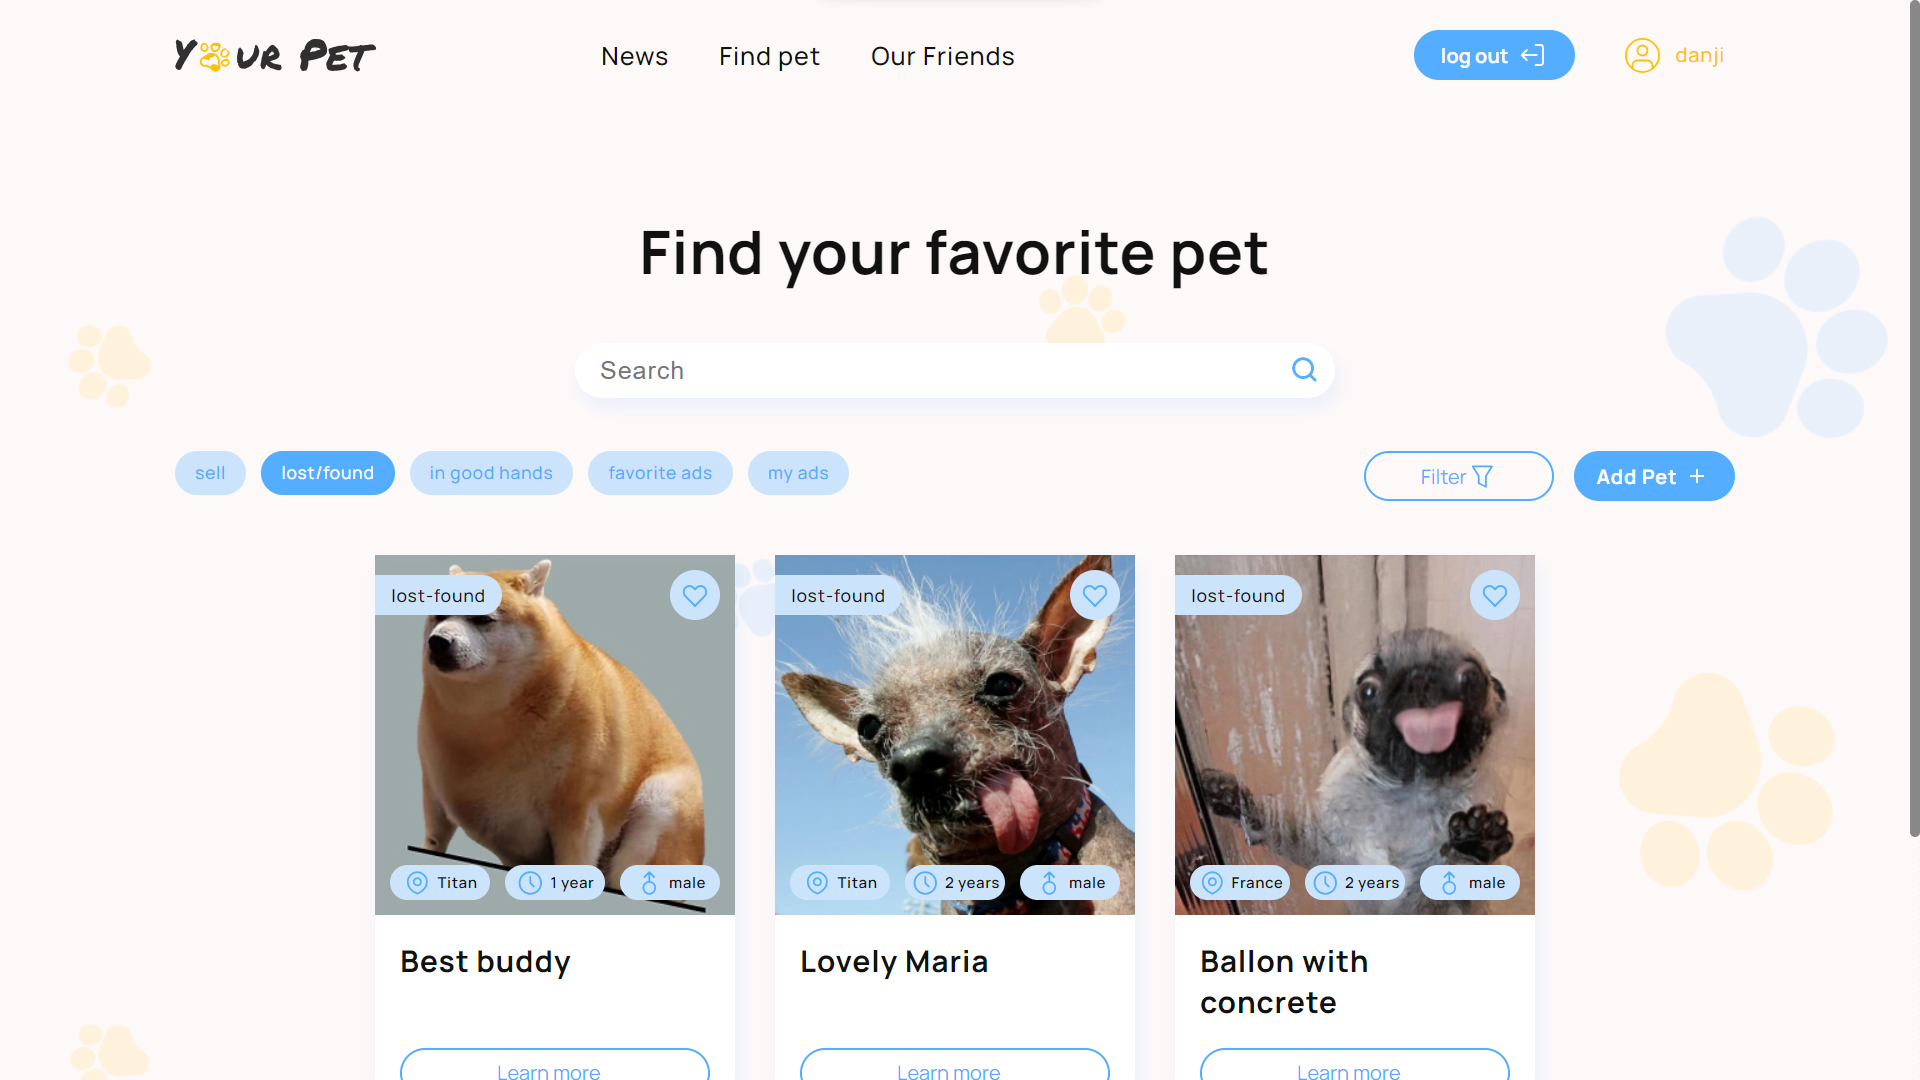 Your Pet
News Find pet Our Friends
log out danji
Find your favorite pet
Search
sell lost/found in good hands favorite ads my ads Filter Add Pet +
lost-found lost-found lost-found
Titan 1 year male Titan 2 years male France 2 years male
Best buddy Lovely Maria Ballon with
concrete
Learn more Learn more Learn more